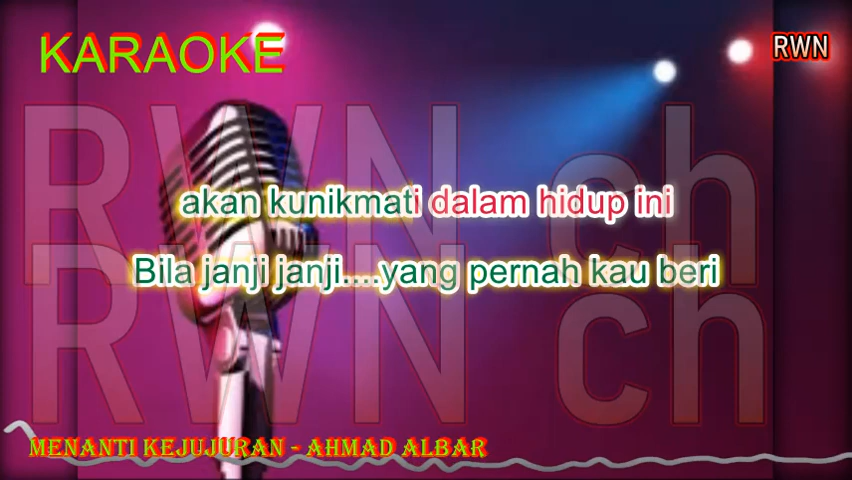 KARAOKE
RWN
RWN ch
akan kunikmati dalam hidup ini
RWN ch
Bila janji janji....yang pernah kau beri
MENANTI KEJUJURAN - AHMAD ALBAR